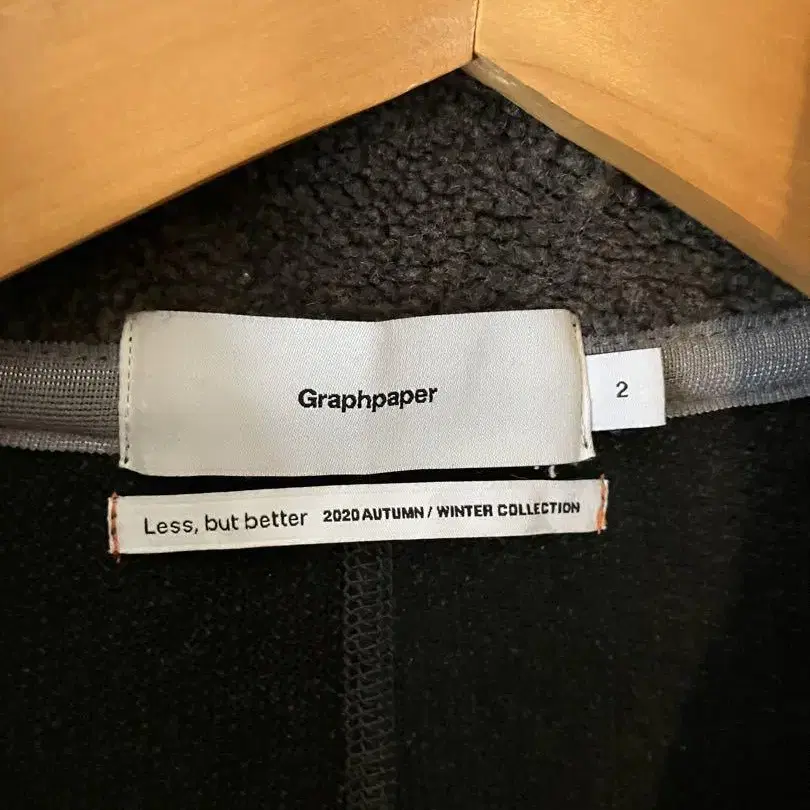 Graphpaper
2
Less, but better 2020 AUTUMN / WINTER COLLECTION